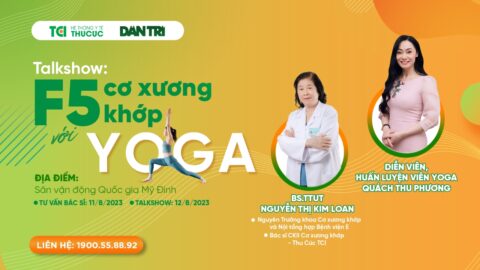 TCI HỆ THỐNG Y TẾ THU CÚC DÂN TRÍ
Talkshow:
F5 cơ xương
khớp
với YOGA
ĐỊA ĐIỂM:
Sân vận động Quốc gia Mỹ Đình
• TƯ VẤN BÁC SĨ: 11/8/2023 • TALKSHOW: 12/8/2023
LIÊN HỆ: 1900.55.88.92
BS.TTUT
NGUYỄN THỊ KIM LOAN
• Nguyên Trưởng khoa Cơ xương khớp
và Nội tổng hợp Bệnh viện E
• Bác sĩ CKII Cơ xương khớp
- Thu Cúc TCI
DIỄN VIÊN,
HUẤN LUYỆN VIÊN YOGA
QUÁCH THU PHƯƠNG